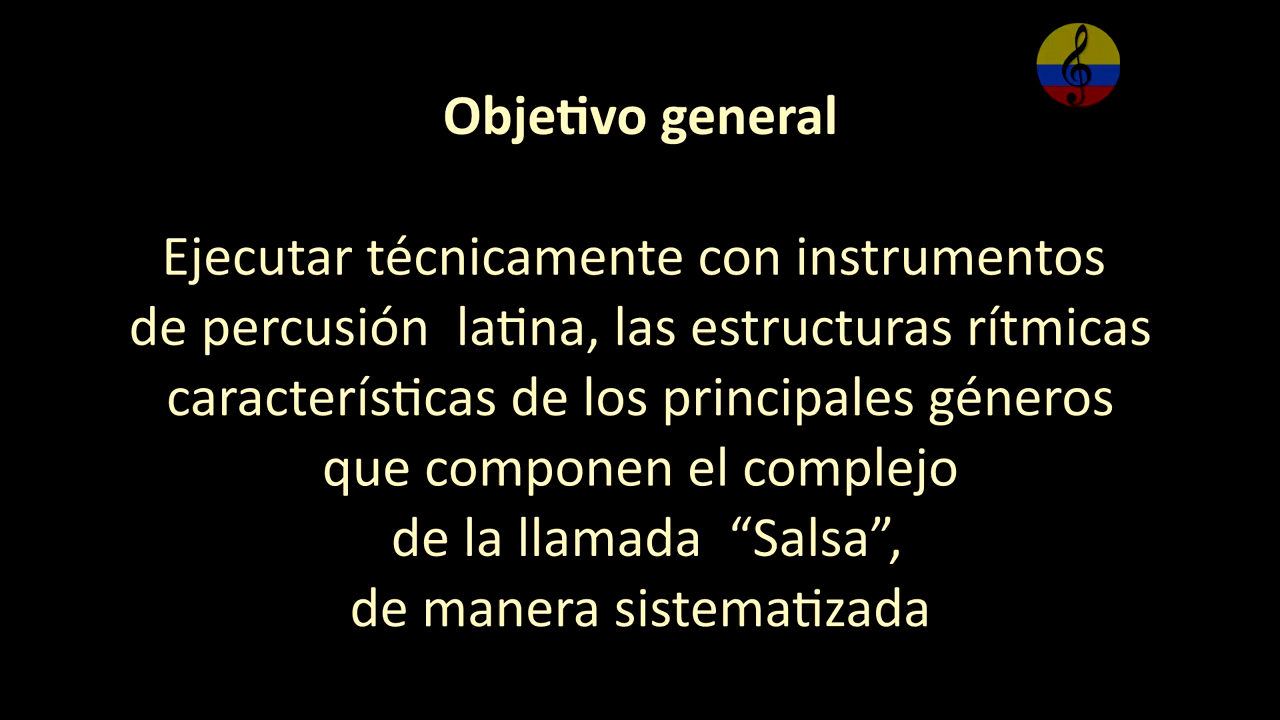 Objetivo general
Ejecutar técnicamente con instrumentos
de percusión  latina, las estructuras rítmicas
características de los principales géneros
que componen el complejo
de la llamada  “Salsa”,
de manera sistematizada